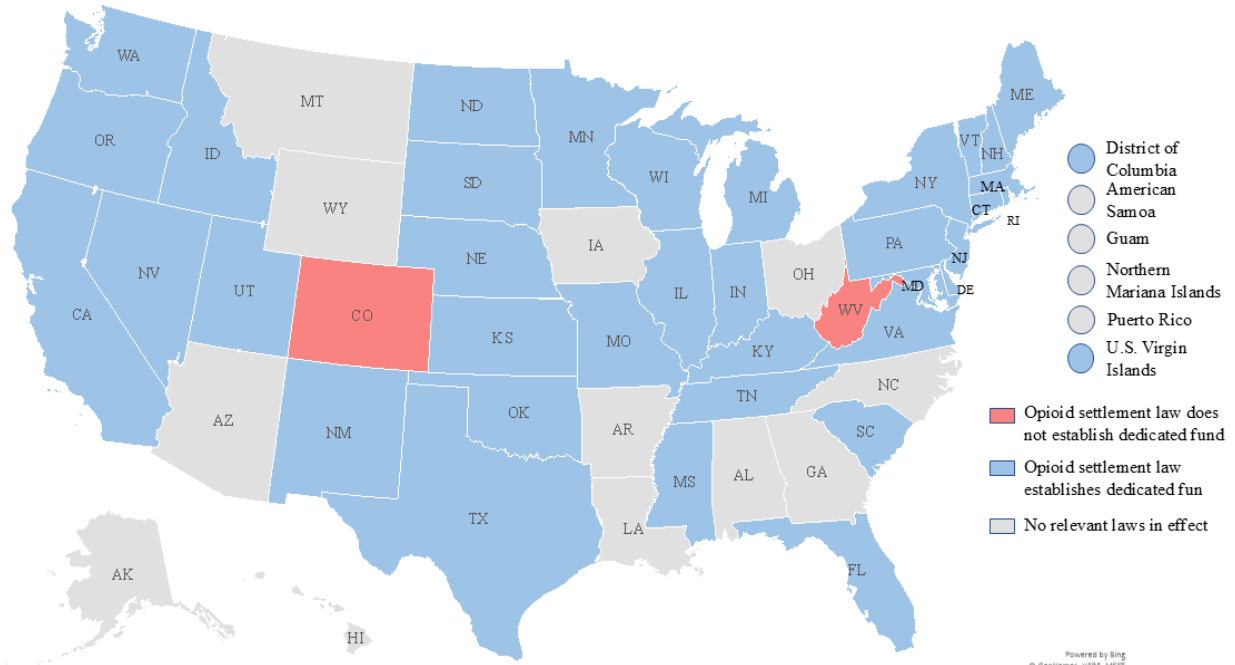 WA
MT
ND
ME
MN
OR
VT
NH
ID
SD
WI
NY
MA
MI
WY
CT
RI
IA
PA
NE
NJ
OH
NV
UT
IL
IN
MD
DE
CO
WV
CA
KS
MO
VA
KY
NC
TN
AZ
OK
NM
AR
SC
MS
AL
GA
TX
LA
FL
AK
HI
District of
Columbia
American
Samoa
Guam
Northern
Mariana Islands
Puerto Rico
U.S. Virgin
Islands
Opioid settlement law does
not establish dedicated fund
Opioid settlement law
establishes dedicated fun
No relevant laws in effect
Powered by Bing